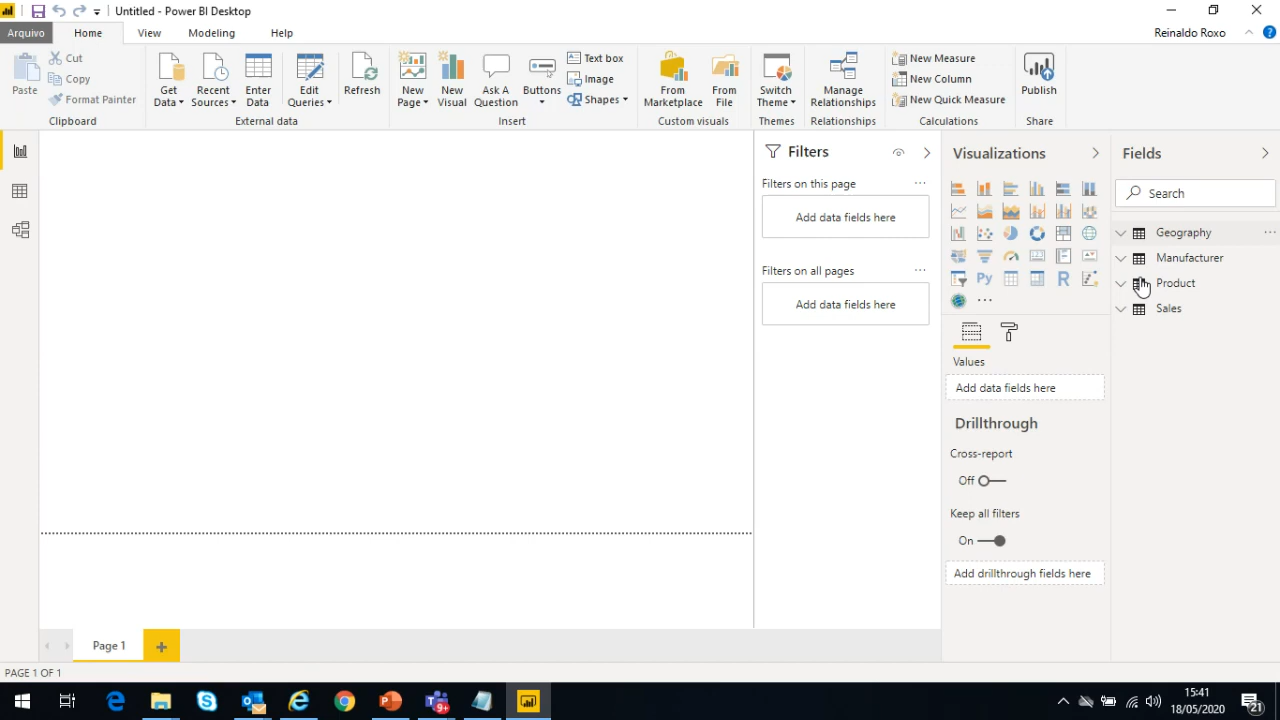 Untitled - Power BI Desktop
Arquivo Home View Modeling Help
Reinaldo Roxo
Paste
Cut
Copy
Format Painter
Clipboard
Get Data
Recent Sources
Enter Data
Edit Queries
Refresh
External data
New Page
New Visual
Ask A Question
Buttons
Text box
Image
Shapes
Insert
From Marketplace
From File
Custom visuals
Switch Theme
Themes
Manage Relationships
Relationships
New Measure
New Column
New Quick Measure
Calculations
Publish
Share
Filters
Filters on this page
Add data fields here
Filters on all pages
Add data fields here
Visualizations
Py
R
Values
Add data fields here
Drillthrough
Cross-report
Off
Keep all filters
On
Add drillthrough fields here
Fields
Search
Geography
Manufacturer
Product
Sales
Page 1
PAGE 1 OF 1
9+
15:41
18/05/2020
21